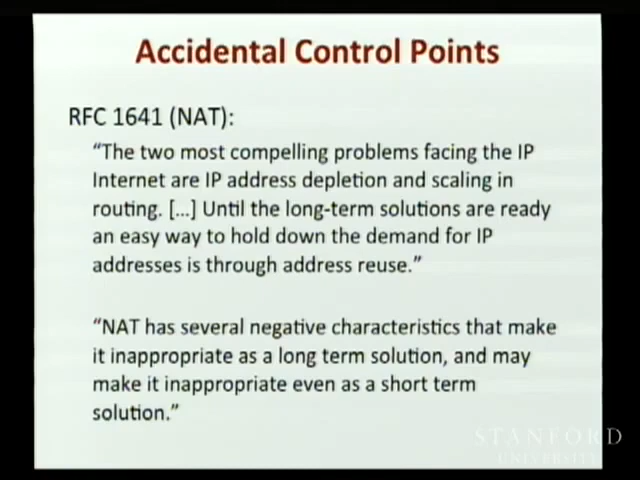 Accidental Control Points
RFC 1641 (NAT):
“The two most compelling problems facing the IP
Internet are IP address depletion and scaling in
routing. […] Until the long-term solutions are ready
an easy way to hold down the demand for IP
addresses is through address reuse.”
“NAT has several negative characteristics that make
it inappropriate as a long term solution, and may
make it inappropriate even as a short term
solution.”
STANFORD
UNIVERSITY